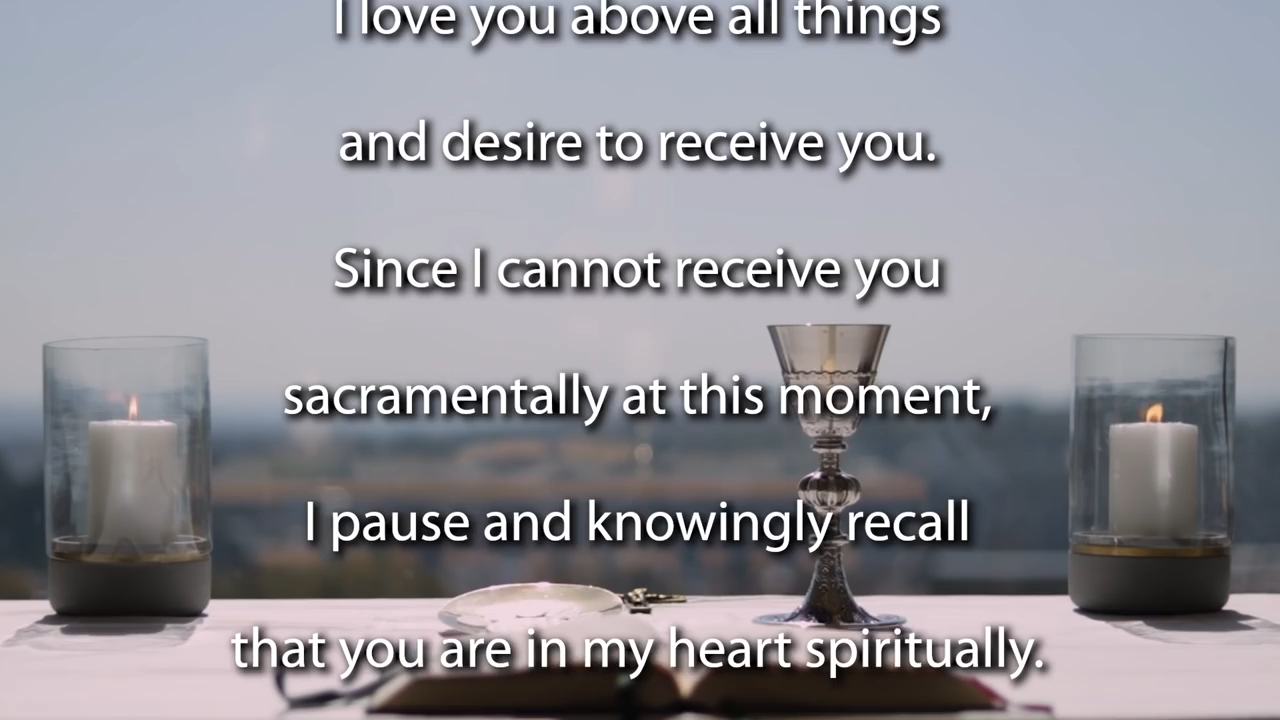 I love you above all things
and desire to receive you.
Since I cannot receive you
sacramentally at this moment,
I pause and knowingly recall
that you are in my heart spiritually.